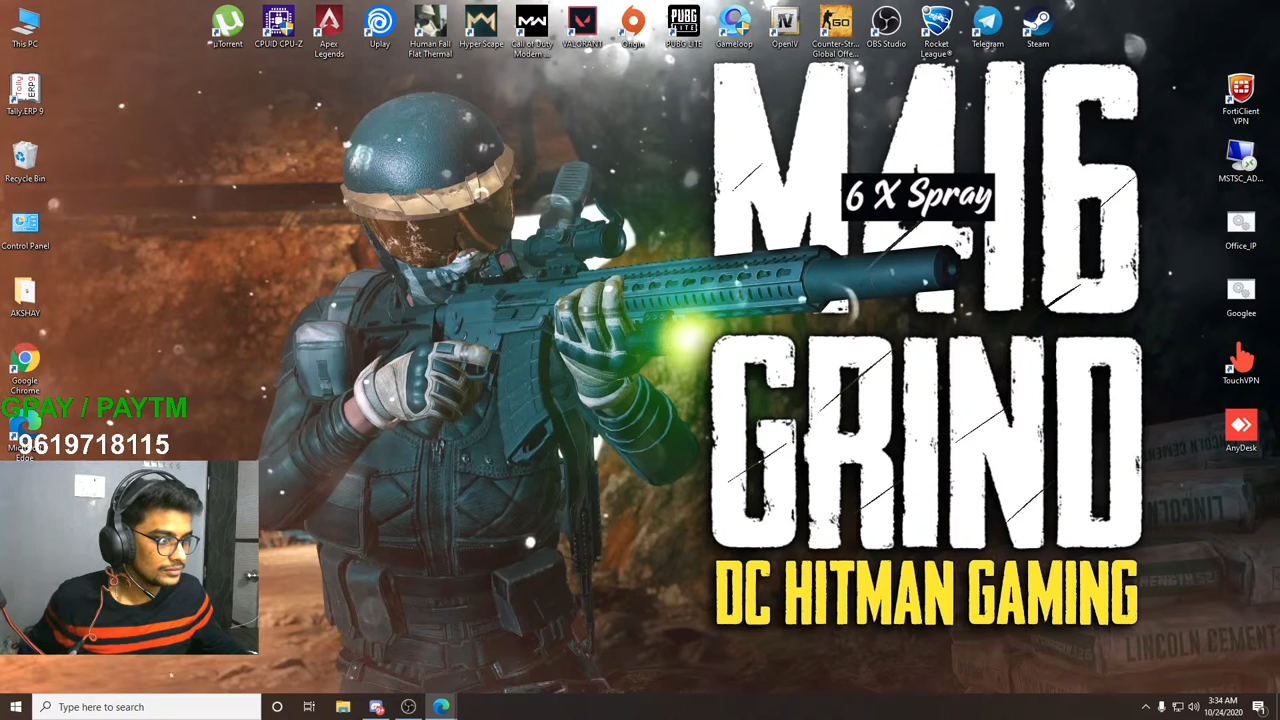 This PC
µTorrent
CPUID CPU-Z
Apex
Legends
Uplay
Human Fall
Flat Thermal
Hyper Scape
Call of Duty
Modern ...
VALORANT
Origin
PUBG LITE
Gameloop
OpenIV
Counter-Str...
Global Offe...
OBS Studio
Rocket
League®
Telegram
Steam
Tally.ERP 9
Recycle Bin
Control Panel
AKSHAY
Google
Chrome
GPAY / PAYTM
Edge
9619718115
M416
6 X Spray
GRIND
DC HITMAN GAMING
LINCOLN CEMENT
FortiClient
VPN
MSTSC_AD...
Office_IP
Googlee
TouchVPN
AnyDesk
Type here to search
3:34 AM
10/24/2020